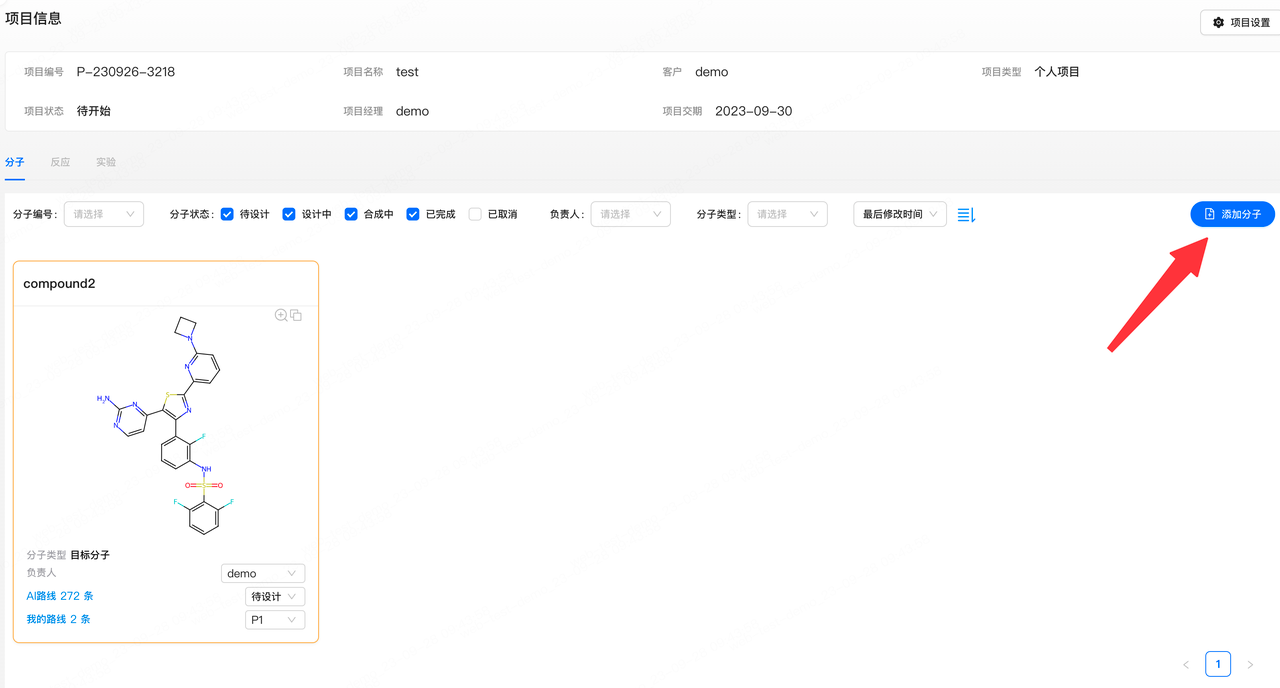 项目信息
项目设置
项目编号 P-230926-3218 项目名称 test 客户 demo 项目类型 个人项目
项目状态 待开始 项目经理 demo 项目交期 2023-09-30
分子 反应 实验
分子编号: 请选择 分子状态: 待设计 设计中 合成中 已完成 已取消 负责人: 请选择 分子类型: 请选择 最后修改时间 添加分子
compound2
N
N
S
N
H2N
N
N
F
NH
O S O
F F
分子类型 目标分子
负责人 demo
AI路线 272 条 待设计
我的路线 2 条 P1
1